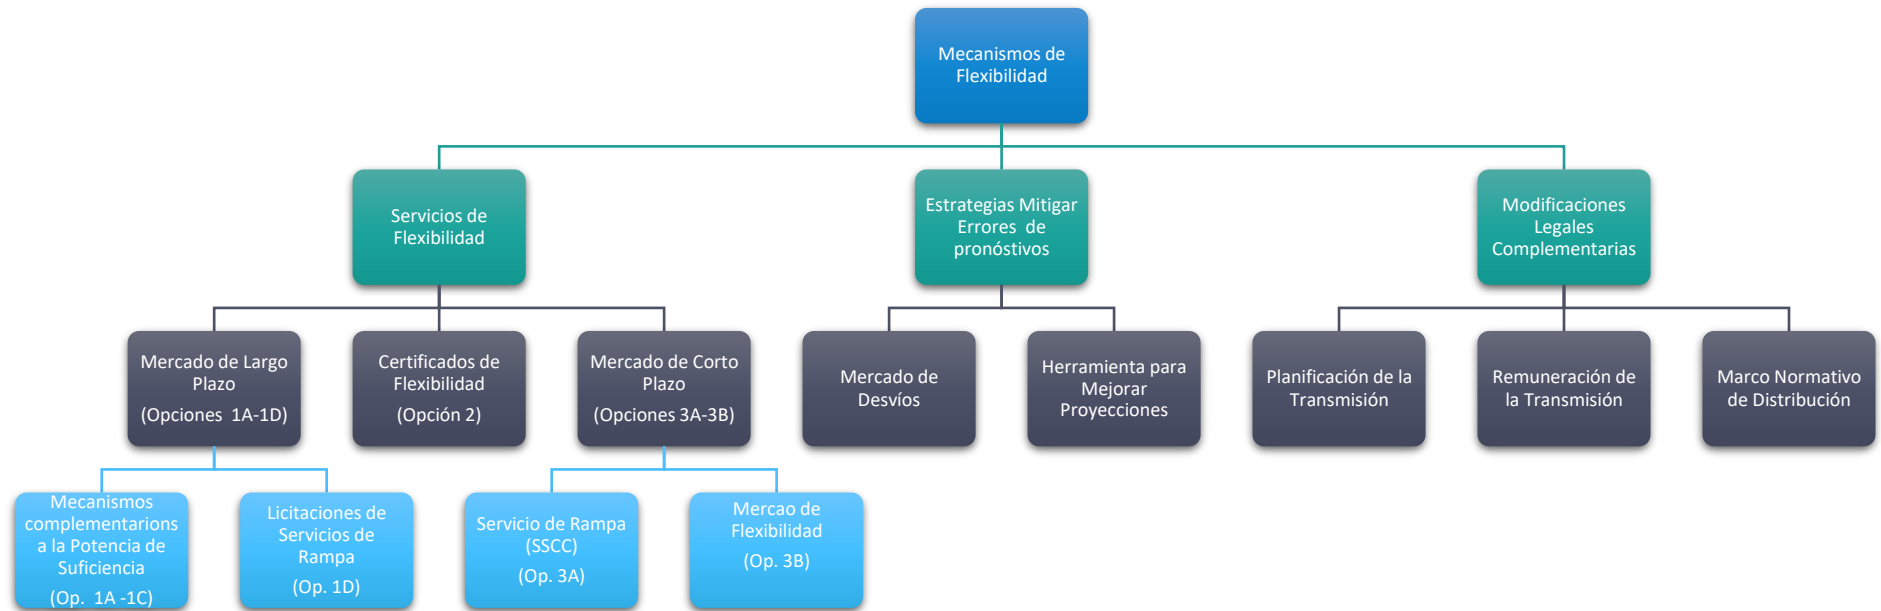 Mecanismos de
Flexibilidad
Servicios de
Flexibilidad
Estrategias Mitigar
Errores de
pronóstivos
Modificaciones
Legales
Complementarias
Mercado de Largo
Plazo
(Opciones 1A-1D)
Certificados de
Flexibilidad
(Opción 2)
Mercado de Corto
Plazo
(Opciones 3A-3B)
Mercado de
Desvíos
Herramienta para
Mejorar
Proyecciones
Planificación de la
Transmisión
Remuneración de
la Transmisión
Marco Normativo
de Distribución
Mecanismos
complementarions
a la Potencia de
Suficiencia
(Op. 1A -1C)
Licitaciones de
Servicios de
Rampa
(Op. 1D)
Servicio de Rampa
(SSCC)
(Op. 3A)
Mercao de
Flexibilidad
(Op. 3B)